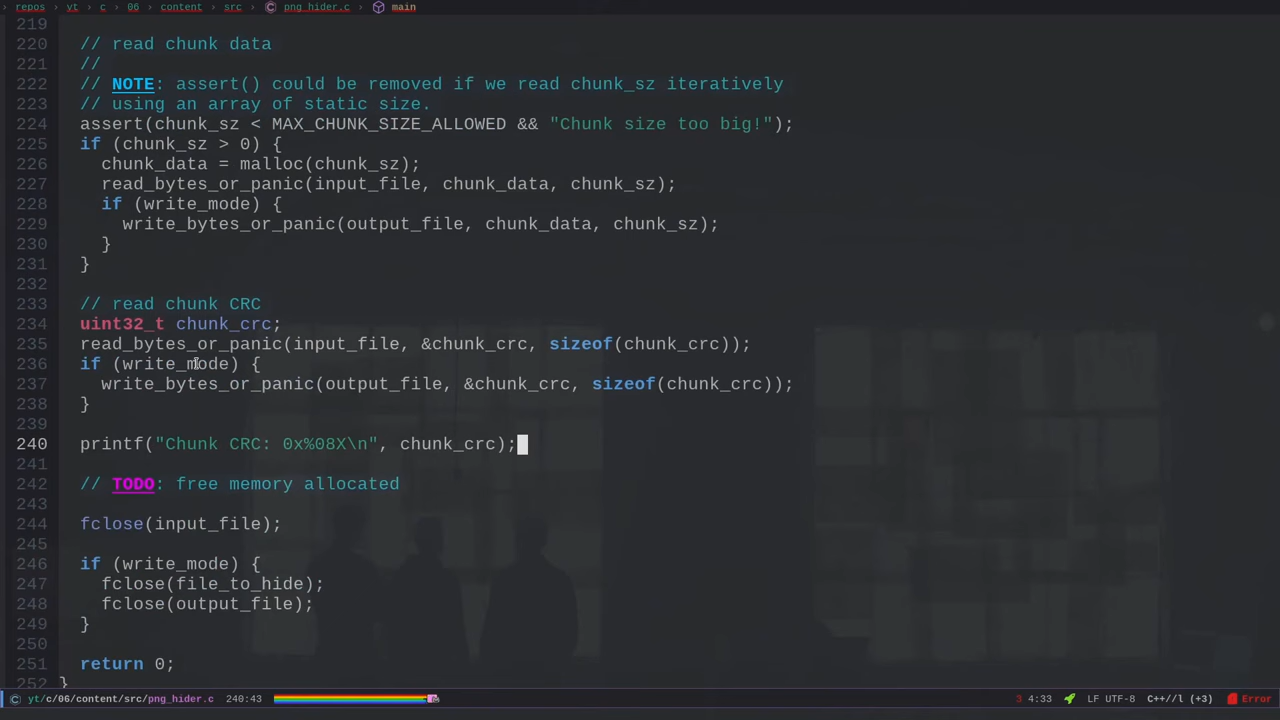 repos yt c 06 content src png_hider.c main
219
220 // read chunk data
221 //
222 // NOTE: assert() could be removed if we read chunk_sz iteratively
223 // using an array of static size.
224 assert(chunk_sz < MAX_CHUNK_SIZE_ALLOWED && "Chunk size too big!");
225 if (chunk_sz > 0) {
226 chunk_data = malloc(chunk_sz);
227 read_bytes_or_panic(input_file, chunk_data, chunk_sz);
228 if (write_mode) {
229 write_bytes_or_panic(output_file, chunk_data, chunk_sz);
230 }
231 }
232
233 // read chunk CRC
234 uint32_t chunk_crc;
235 read_bytes_or_panic(input_file, &chunk_crc, sizeof(chunk_crc));
236 if (write_mode) {
237 write_bytes_or_panic(output_file, &chunk_crc, sizeof(chunk_crc));
238 }
239
240 printf("Chunk CRC: 0x%08X\n", chunk_crc);
241
242 // TODO: free memory allocated
243
244 fclose(input_file);
245
246 if (write_mode) {
247 fclose(file_to_hide);
248 fclose(output_file);
249 }
250
251 return 0;
252 }
yt/c/06/content/src/png_hider.c 240:43 3 4:33 LF UTF-8 C++//l (+3) Error